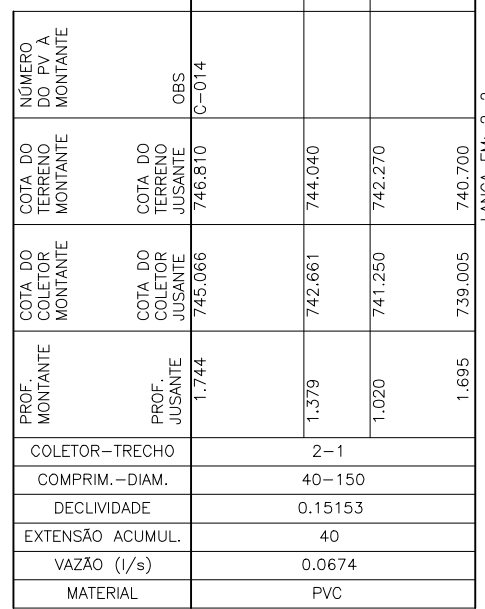 NÚMERO
DO PV À
MONTANTE
OBS
C-014
COTA DO
TERRENO
MONTANTE
COTA DO
TERRENO
JUSANTE
746.810
744.040
742.270
740.700
COTA DO
COLETOR
MONTANTE
COTA DO
COLETOR
JUSANTE
745.066
742.661
741.250
739.005
PROF.
MONTANTE
PROF.
JUSANTE
1.744
1.379
1.020
1.695
COLETOR-TRECHO
2-1
COMPRIM.-DIAM.
40-150
DECLIVIDADE
0.15153
EXTENSÃO ACUMUL.
40
VAZÃO (l/s)
0.0674
MATERIAL
PVC